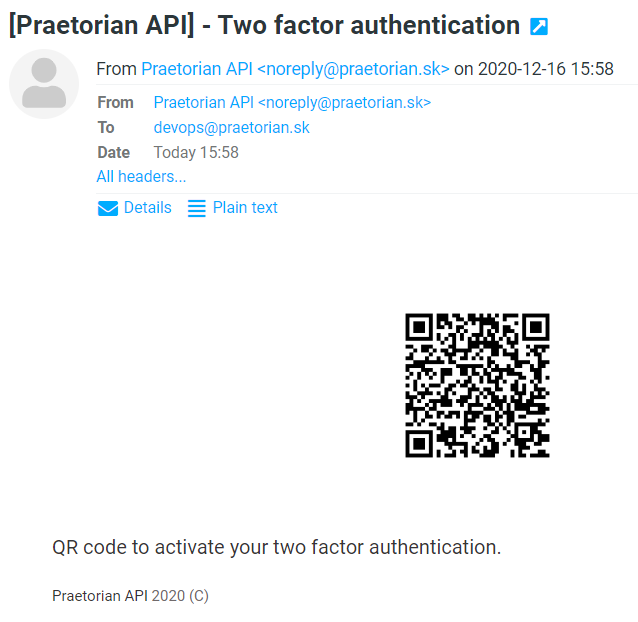 [Praetorian API] - Two factor authentication
From Praetorian API <noreply@praetorian.sk> on 2020-12-16 15:58
From Praetorian API <noreply@praetorian.sk>
To devops@praetorian.sk
Date Today 15:58
All headers...
Details Plain text
QR code to activate your two factor authentication.
Praetorian API 2020 (C)